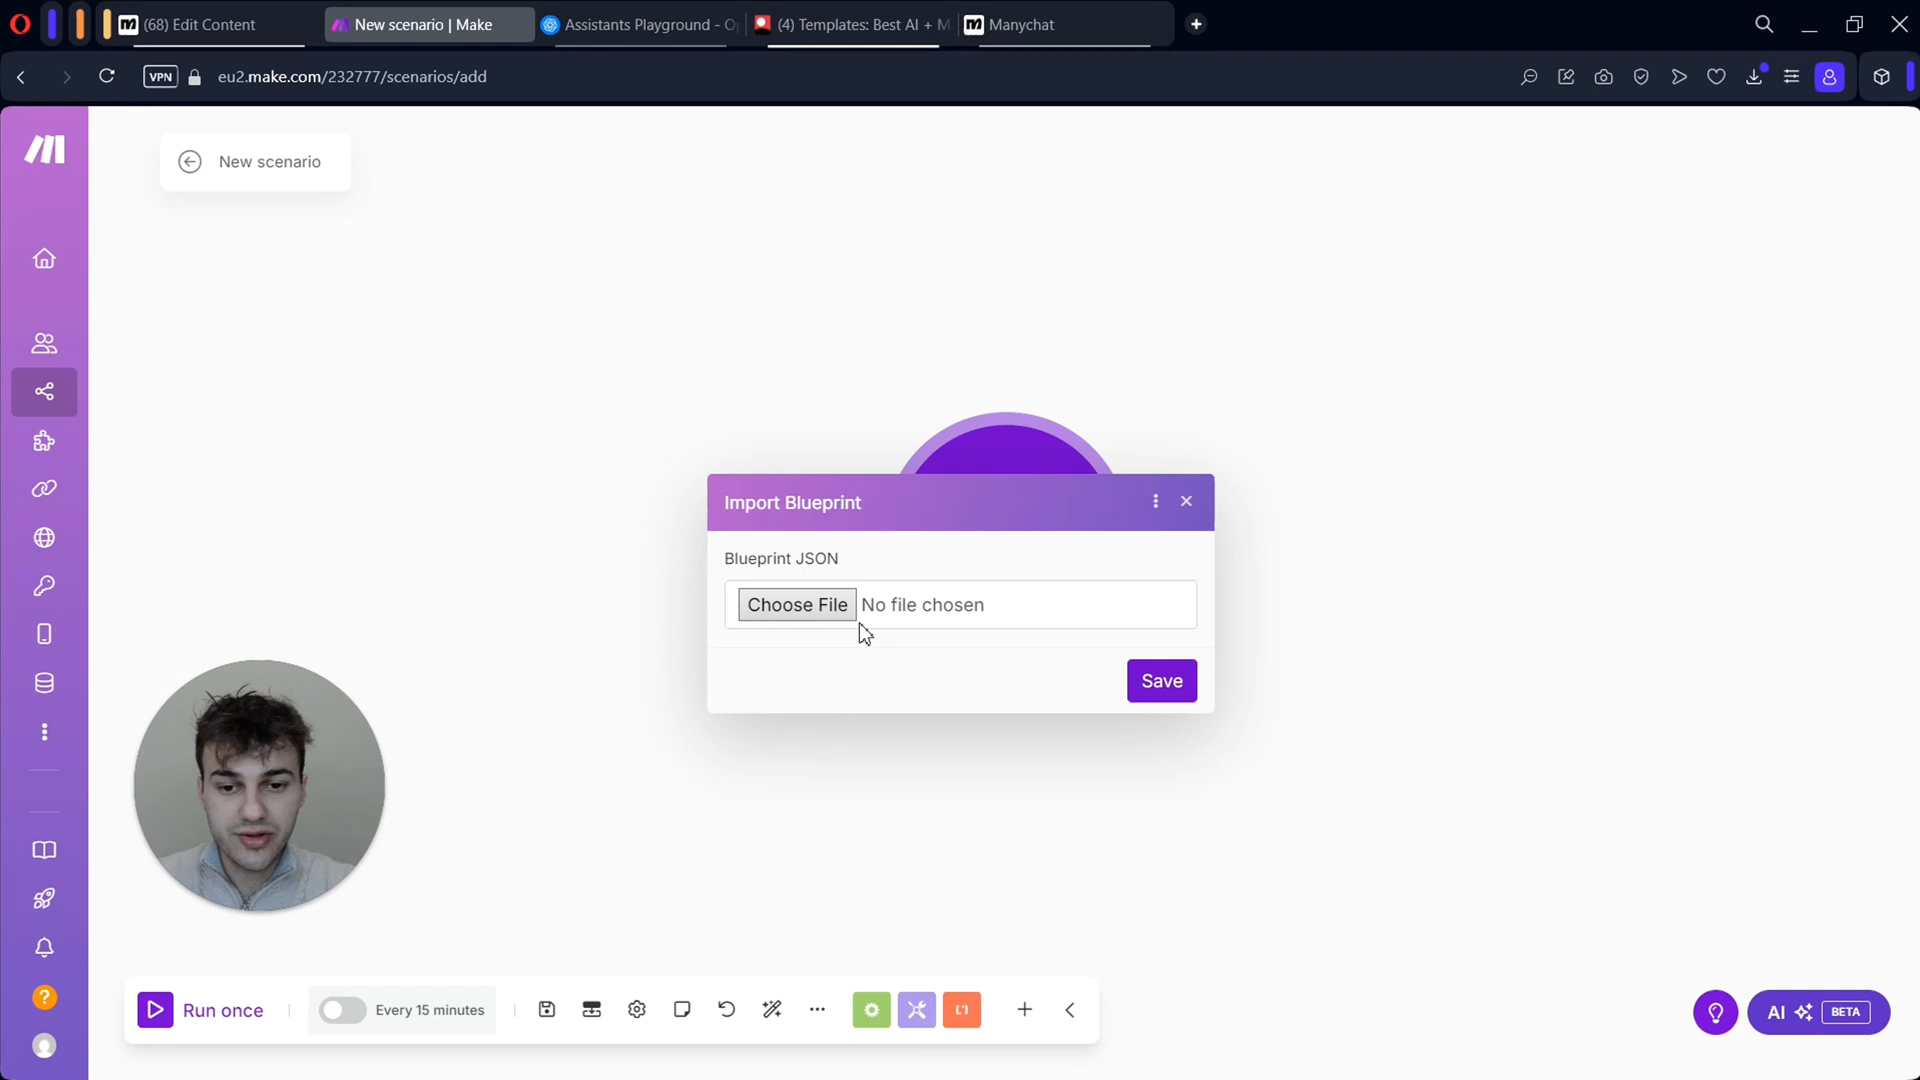 (68) Edit Content
New scenario | Make
Assistants Playground - O
(4) Templates: Best AI + M
Manychat
VPN
eu2.make.com/232777/scenarios/add
New scenario
Import Blueprint
Blueprint JSON
Choose File No file chosen
Save
Run once
Every 15 minutes
AI BETA